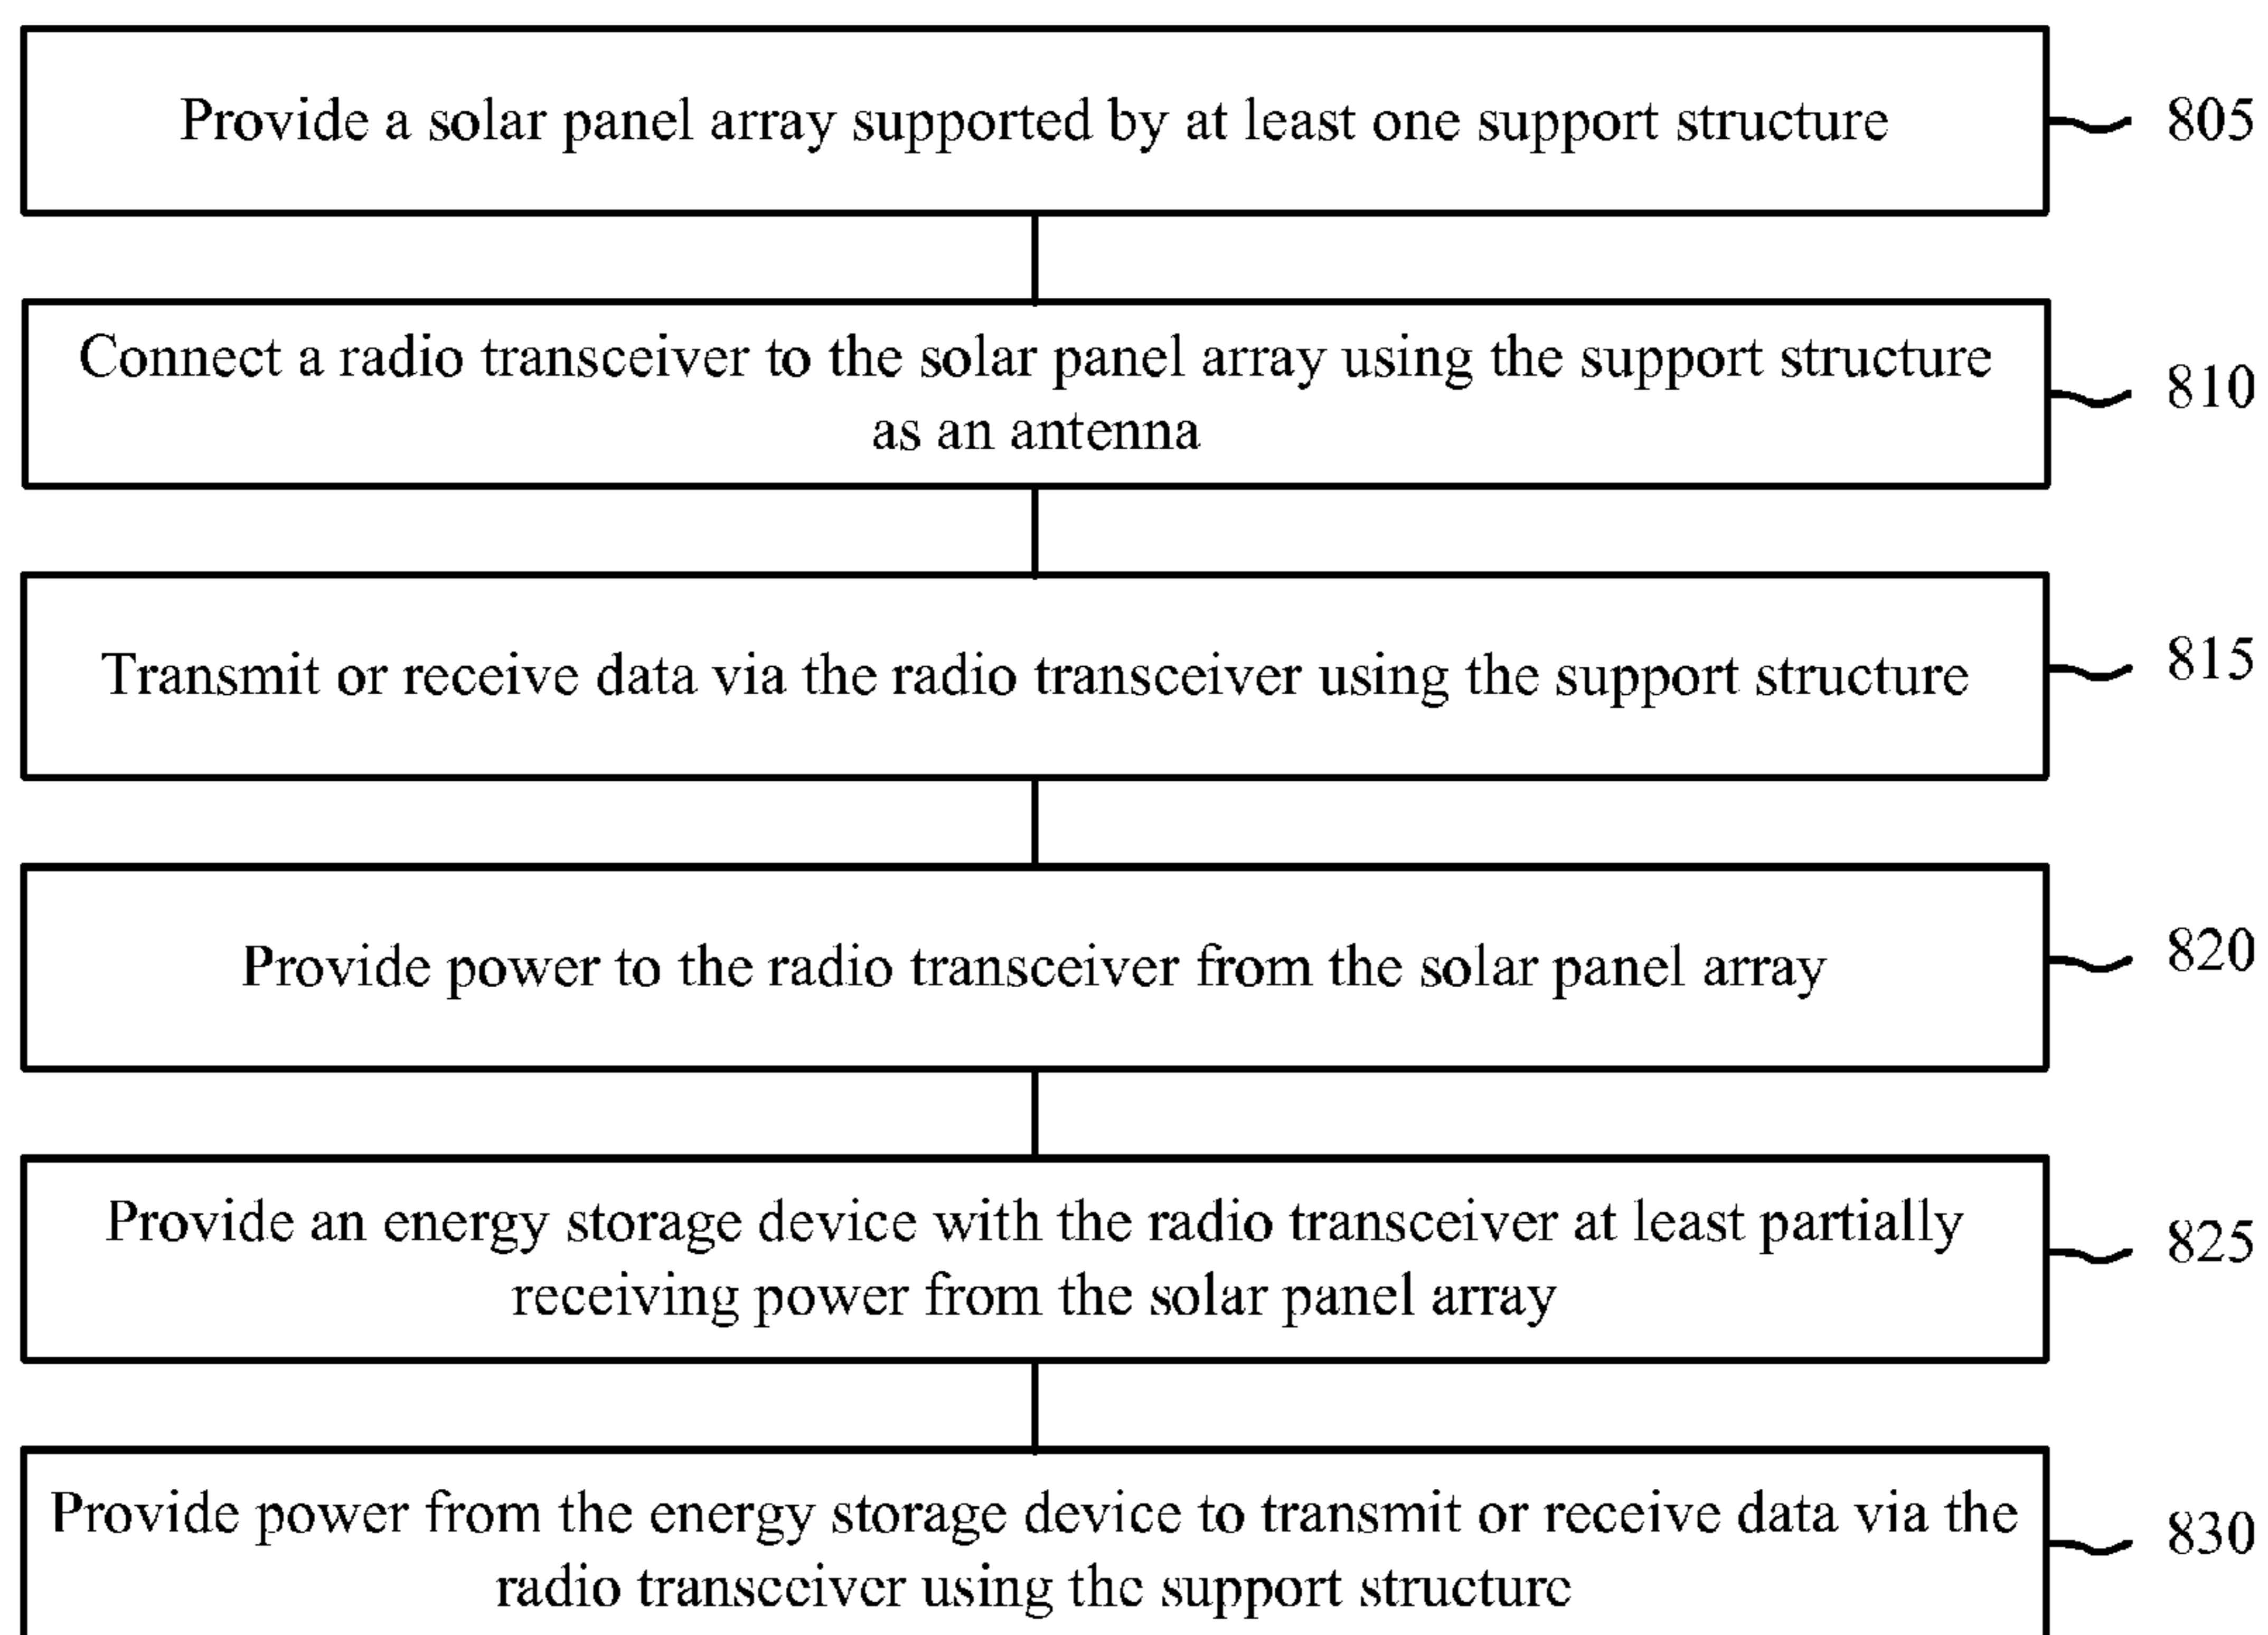 Provide a solar panel array supported by at least one support structure
805
Connect a radio transceiver to the solar panel array using the support structure
as an antenna
810
Transmit or receive data via the radio transceiver using the support structure
815
Provide power to the radio transceiver from the solar panel array
820
Provide an energy storage device with the radio transceiver at least partially
receiving power from the solar panel array
825
Provide power from the energy storage device to transmit or receive data via the
radio transceiver using the support structure
830